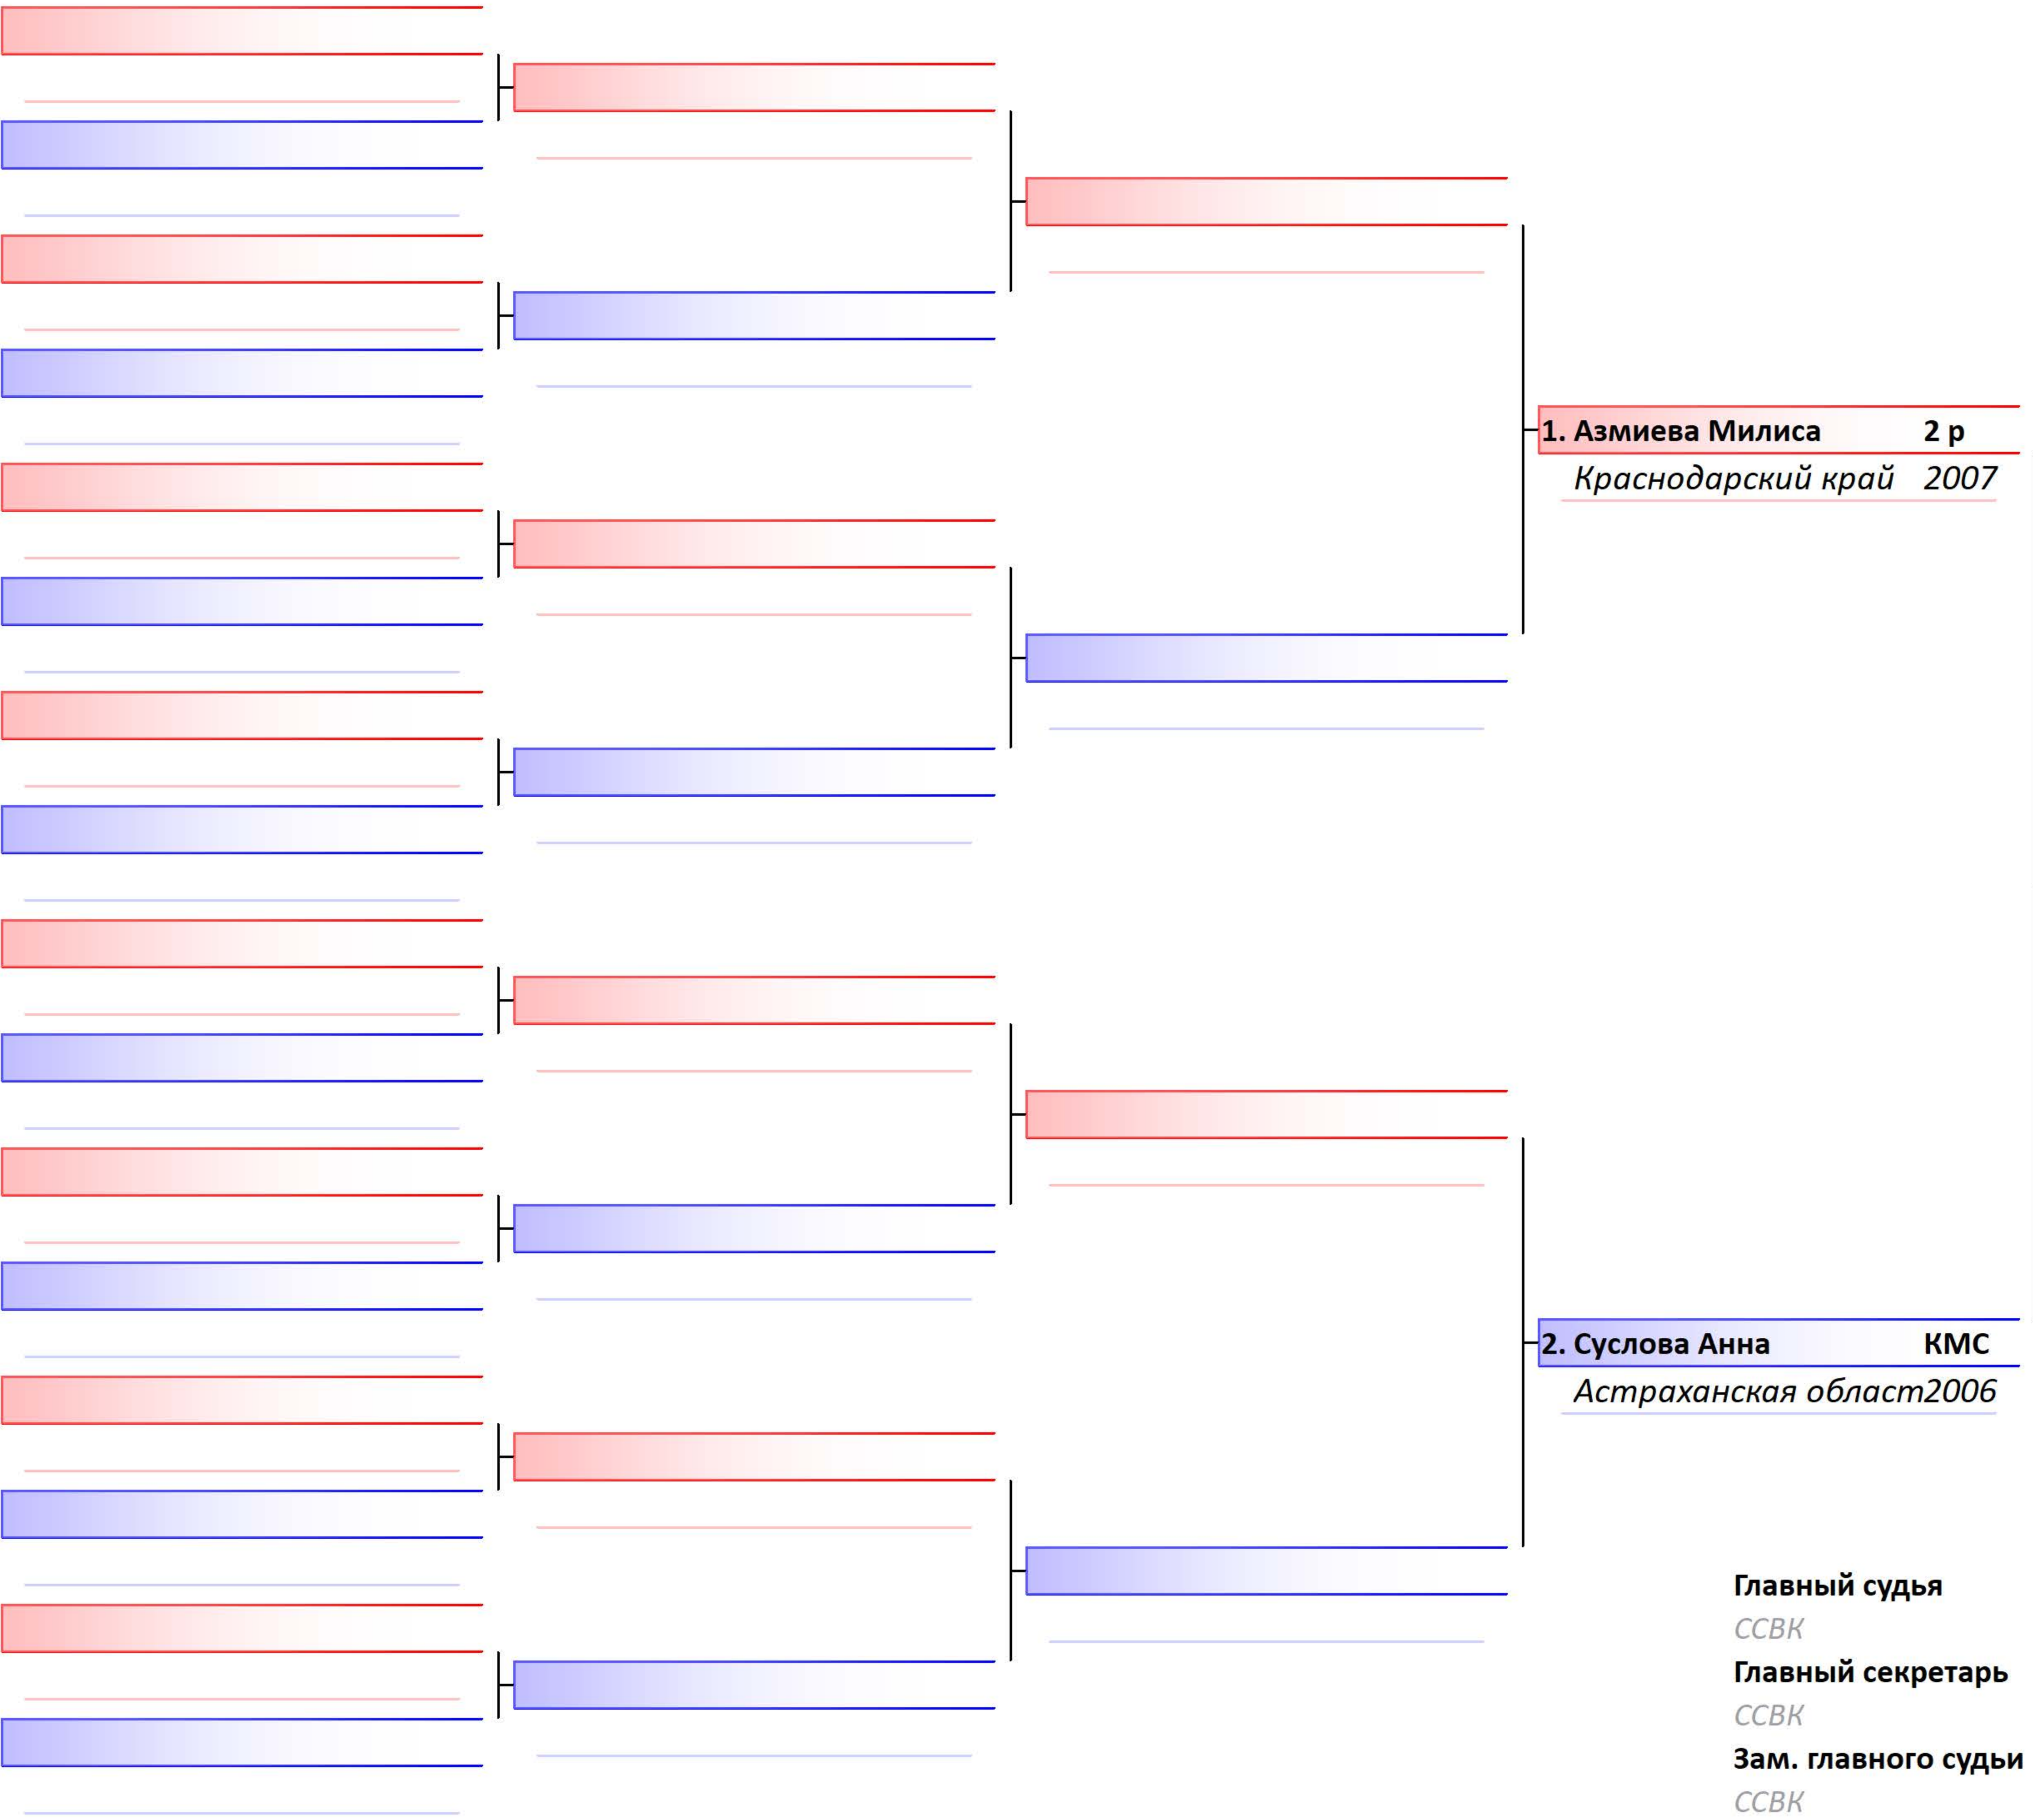 1. Азмиева Милиса 2 р
Краснодарский край 2007
2. Суслова Анна КМС
Астраханская област2006
Главный судья
ССВК
Главный секретарь
ССВК
Зам. главного судьи
ССВК